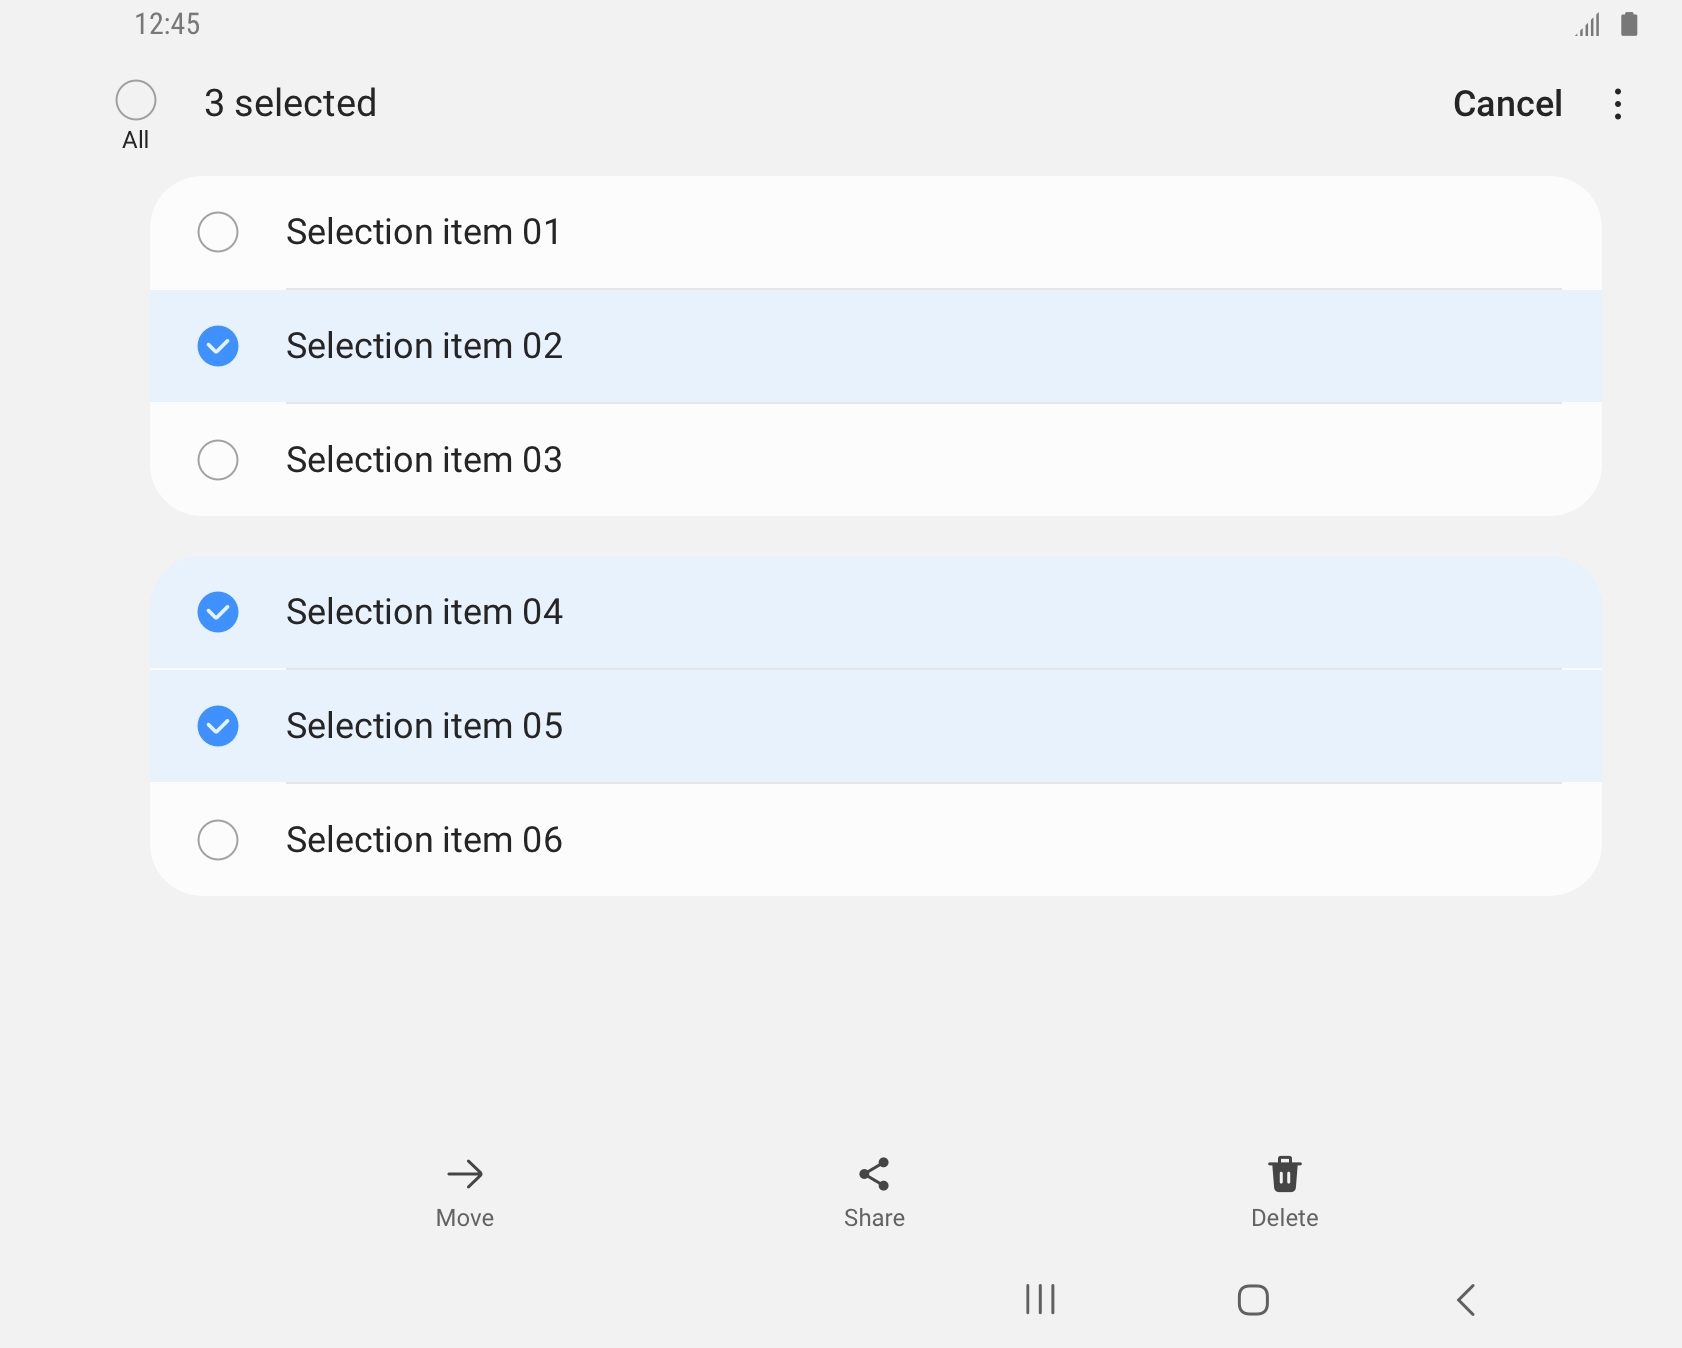 12:45
All
3 selected
Cancel
Selection item 01
Selection item 02
Selection item 03
Selection item 04
Selection item 05
Selection item 06
Move
Share
Delete